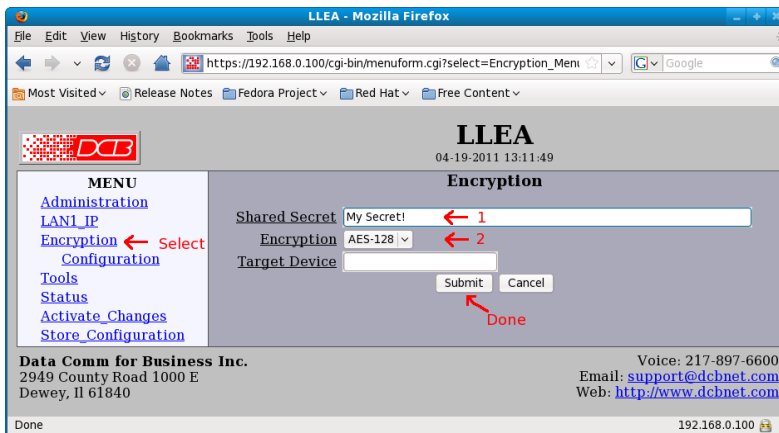 LLEA - Mozilla Firefox
File Edit View History Bookmarks Tools Help
https://192.168.0.100/cgi-bin/menuform.cgi?select=Encryption_Menu
G Google
Most Visited Release Notes Fedora Project Red Hat Free Content
DCB
LLEA
04-19-2011 13:11:49
MENU
Administration
LAN1_IP
Encryption Select
Configuration
Tools
Status
Activate_Changes
Store_Configuration
Encryption
Shared Secret My Secret! 1
Encryption AES-128 2
Target Device
Submit Cancel
Done
Data Comm for Business Inc.
2949 County Road 1000 E
Dewey, Il 61840
Voice: 217-897-6600
Email: support@dcbnet.com
Web: http://www.dcbnet.com
Done 192.168.0.100